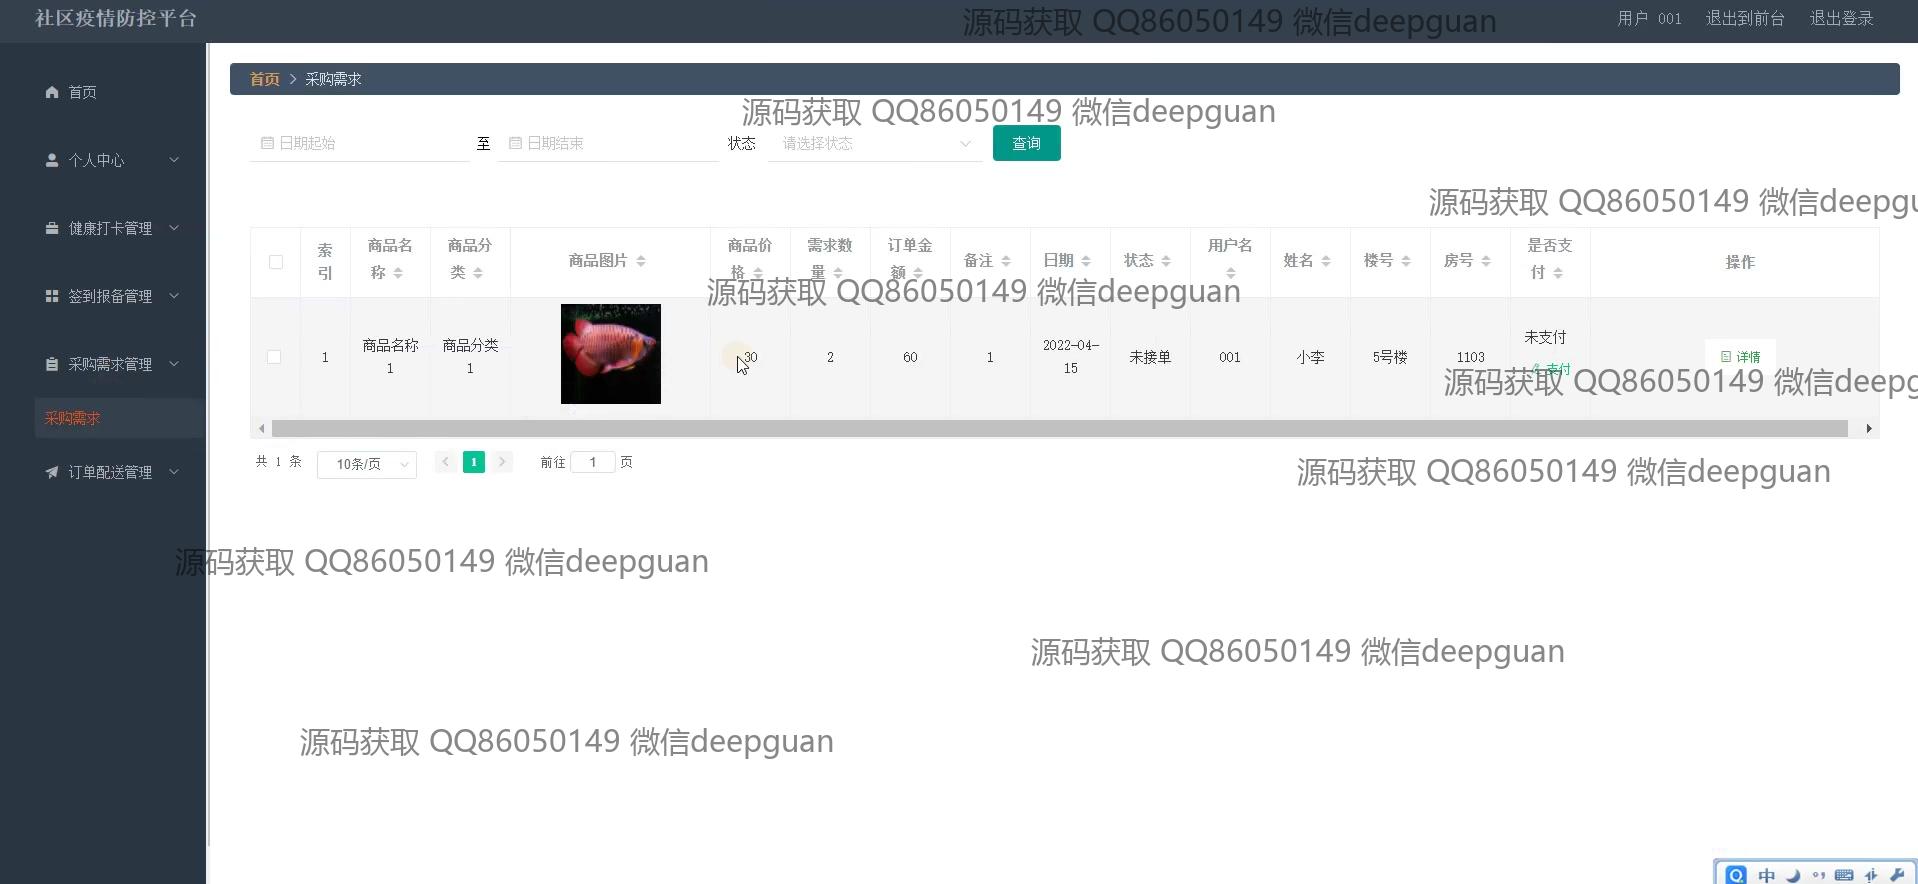 社区疫情防控平台
用户 001 退出到前台 退出登录
源码获取 QQ86050149 微信deepguan
首页
个人中心
健康打卡管理
签到报备管理
采购需求管理
采购需求
订单配送管理
首页 > 采购需求
源码获取 QQ86050149 微信deepguan
日期起始 至 日期结束 状态 请选择状态 查询
源码获取 QQ86050149 微信deepgu
索引 商品名称 商品分类 商品图片 商品价格 需求数量 订单金额 备注 日期 状态 用户名 姓名 楼号 房号 是否支付 操作
源码获取 QQ86050149 微信deepguan
1 商品名称1 商品分类1 30 2 60 1 2022-04-15 未接单 001 小李 5号楼 1103 未支付 支付 详情
源码获取 QQ86050149 微信deepg
共 1 条 10条/页 1 前往 1 页
源码获取 QQ86050149 微信deepguan
源码获取 QQ86050149 微信deepguan
源码获取 QQ86050149 微信deepguan
源码获取 QQ86050149 微信deepguan
中